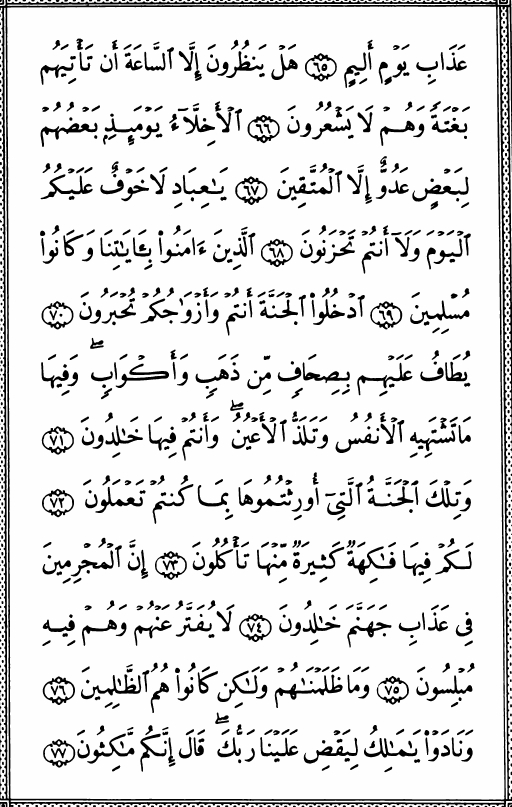 عَذَابِ يَوۡمٍ أَلِيمٍ ٦٥ هَلۡ يَنظُرُونَ إِلَّا ٱلسَّاعَةَ أَن تَأۡتِيَهُم
بَغۡتَةٗ وَهُمۡ لَا يَشۡعُرُونَ ٦٦ ٱلۡأَخِلَّآءُ يَوۡمَئِذِۭ بَعۡضُهُمۡ
لِبَعۡضٍ عَدُوٌّ إِلَّا ٱلۡمُتَّقِينَ ٦٧ يَٰعِبَادِ لَا خَوۡفٌ عَلَيۡكُمُ
ٱلۡيَوۡمَ وَلَآ أَنتُمۡ تَحۡزَنُونَ ٦٨ ٱلَّذِينَ ءَامَنُواْ بِـَٔايَٰتِنَا وَكَانُواْ
مُسۡلِمِينَ ٦٩ ٱدۡخُلُواْ ٱلۡجَنَّةَ أَنتُمۡ وَأَزۡوَٰجُكُمۡ تُحۡبَرُونَ ٧٠
يُطَافُ عَلَيۡهِم بِصِحَافٖ مِّن ذَهَبٖ وَأَكۡوَابٖۖ وَفِيهَا
مَا تَشۡتَهِيهِ ٱلۡأَنفُسُ وَتَلَذُّ ٱلۡأَعۡيُنُۖ وَأَنتُمۡ فِيهَا خَٰلِدُونَ ٧١
وَتِلۡكَ ٱلۡجَنَّةُ ٱلَّتِيٓ أُورِثۡتُمُوهَا بِمَا كُنتُمۡ تَعۡمَلُونَ ٧٢
لَكُمۡ فِيهَا فَٰكِهَةٞ كَثِيرَةٞ مِّنۡهَا تَأۡكُلُونَ ٧٣ إِنَّ ٱلۡمُجۡرِمِينَ
فِي عَذَابِ جَهَنَّمَ خَٰلِدُونَ ٧٤ لَا يُفَتَّرُ عَنۡهُمۡ وَهُمۡ فِيهِ
مُبۡلِسُونَ ٧٥ وَمَا ظَلَمۡنَٰهُمۡ وَلَٰكِن كَانُواْ هُمُ ٱلظَّٰلِمِينَ ٧٦
وَنَادَوۡاْ يَٰمَٰلِكُ لِيَقۡضِ عَلَيۡنَا رَبُّكَۖ قَالَ إِنَّكُم مَّٰكِثُونَ ٧٧